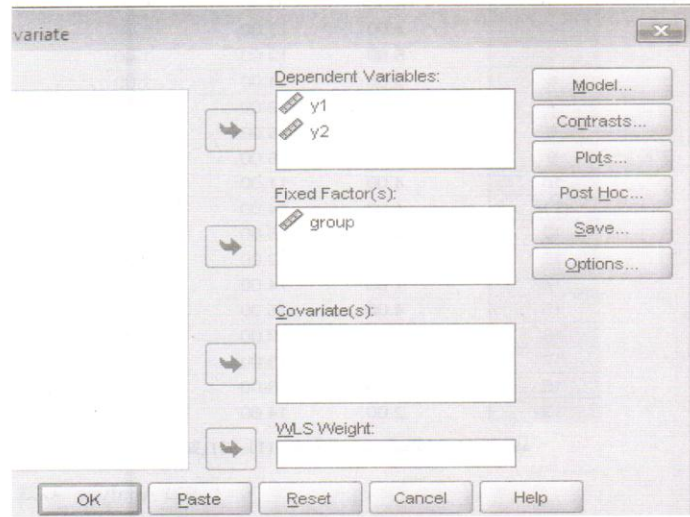 variate
Dependent Variables:
y1
y2
Fixed Factor(s):
group
Covariate(s):
WLS Weight:
Model...
Contrasts...
Plots...
Post Hoc...
Save...
Options...
OK
Paste
Reset
Cancel
Help